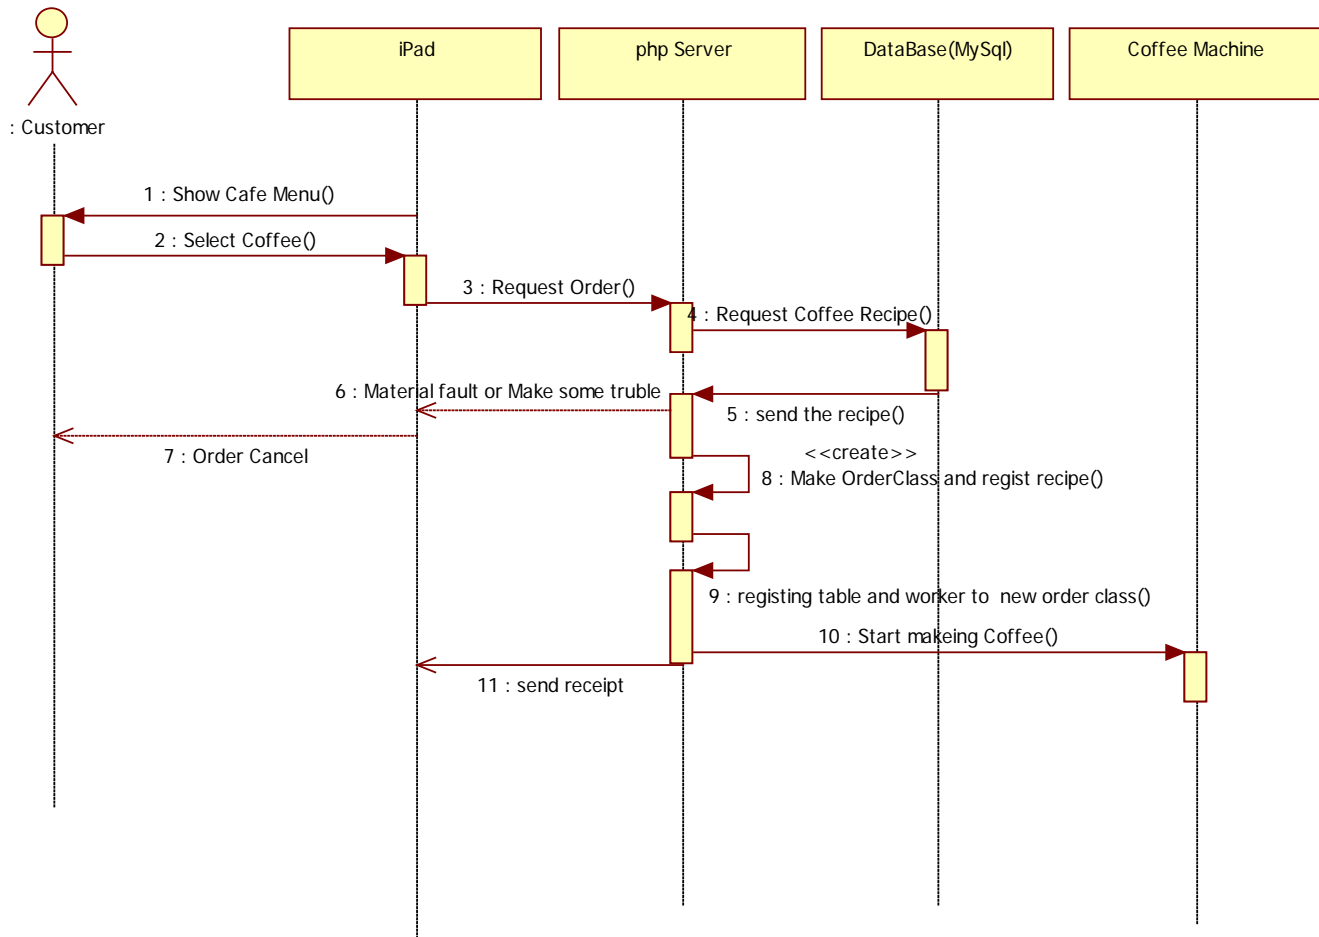 iPad
php Server
DataBase(MySql)
Coffee Machine
: Customer
1 : Show Cafe Menu()
2 : Select Coffee()
3 : Request Order()
4 : Request Coffee Recipe()
6 : Material fault or Make some truble
5 : send the recipe()
7 : Order Cancel
<<create>>
8 : Make OrderClass and regist recipe()
9 : registing table and worker to  new order class()
10 : Start makeing Coffee()
11 : send receipt